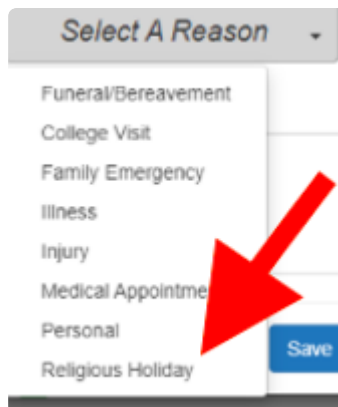 Select A Reason
Funeral/Bereavement
College Visit
Family Emergency
Illness
Injury
Medical Appointme
Personal
Save
Religious Holiday